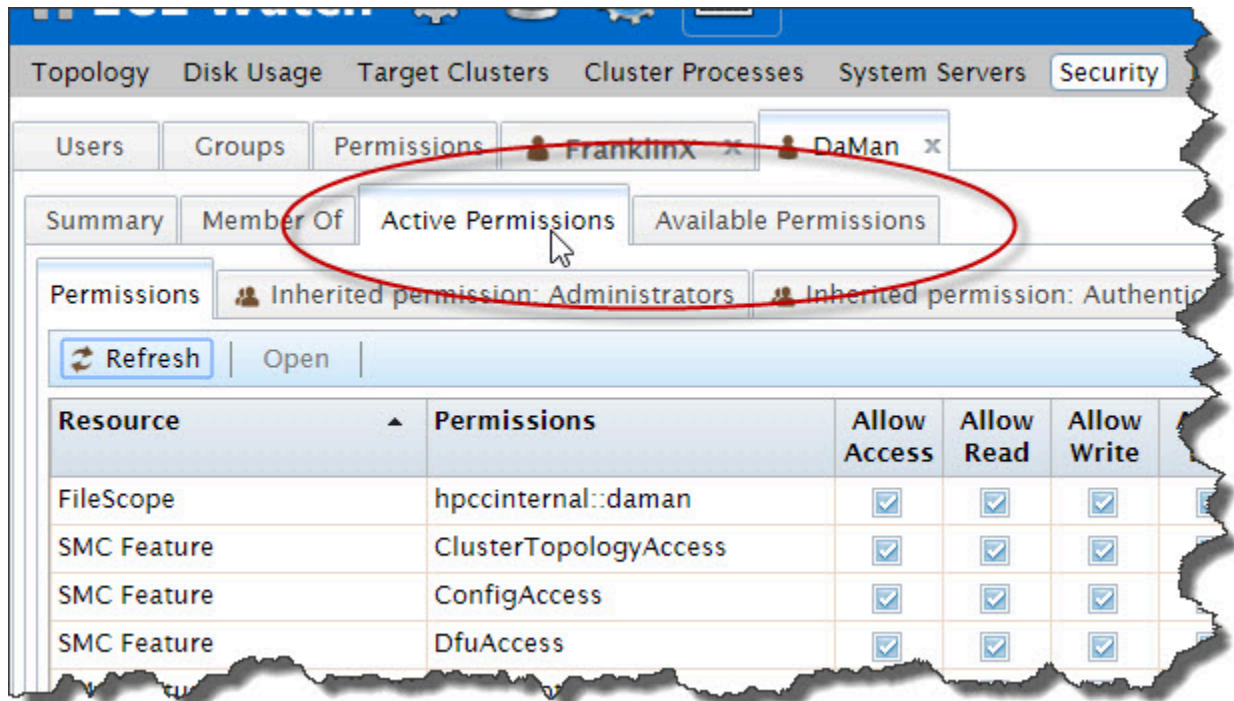 Topology Disk Usage Target Clusters Cluster Processes System Servers Security
Users Groups Permissions FranklinX x DaMan x
Summary Member Of Active Permissions Available Permissions
Permissions Inherited permission: Administrators Inherited permission:
Refresh Open
Resource Permissions Allow Access Allow Read Allow Write
FileScope hpccinternal::daman
SMC Feature ClusterTopologyAccess
SMC Feature ConfigAccess
SMC Feature DfuAccess